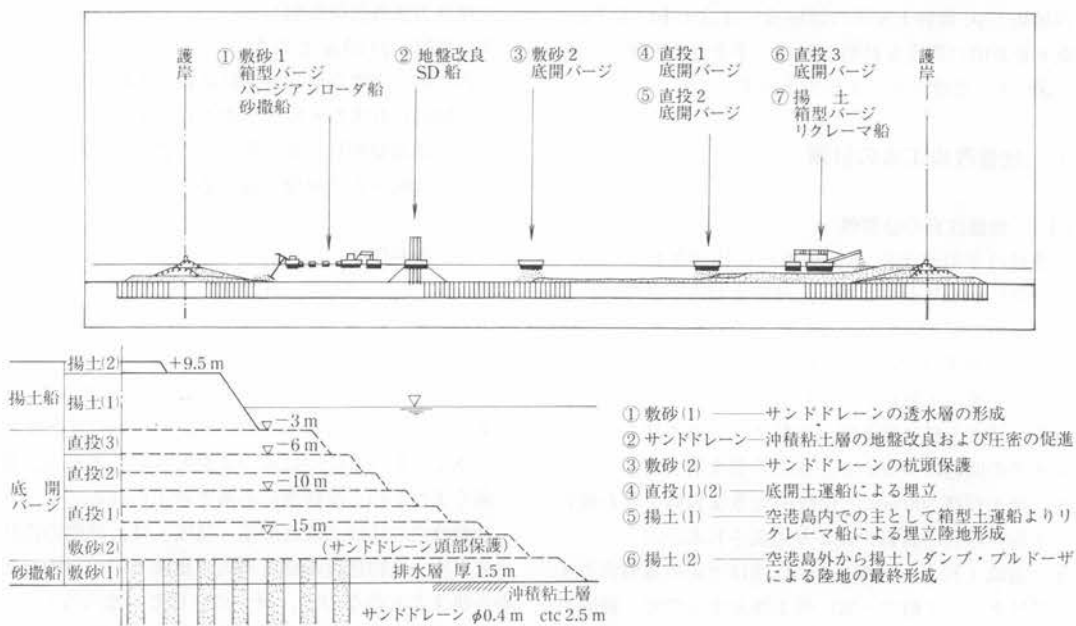 護岸
① 敷砂1
箱型バージ
バージアンローダ船
砂撒船
② 地盤改良
SD船
③ 敷砂2
底開バージ
④ 直投1
底開バージ
⑤ 直投2
底開バージ
⑥ 直投3
底開バージ
⑦ 揚 土
箱型バージ
リクレーマ船
護岸
揚土船
揚土(2)
+9.5 m
揚土(1)
-3 m
底開バージ
直投(3)
-6 m
直投(2)
-10 m
直投(1)
-15 m
敷砂(2)
(サンドドレーン頭部保護)
砂撒船
敷砂(1)
排水層 厚1.5 m
沖積粘土層
サンドドレーン φ0.4 m ctc 2.5 m
① 敷砂(1) ——サンドドレーンの透水層の形成
② サンドドレーン—沖積粘土層の地盤改良および圧密の促進
③ 敷砂(2) ——サンドドレーンの杭頭保護
④ 直投(1)(2) ——底開土運船による埋立
⑤ 揚土(1) ——空港島内での主として箱型土運船よりリ
クレーマ船による埋立陸地形成
⑥ 揚土(2) ——空港島外から揚土しダンプ・ブルドーザ
による陸地の最終形成